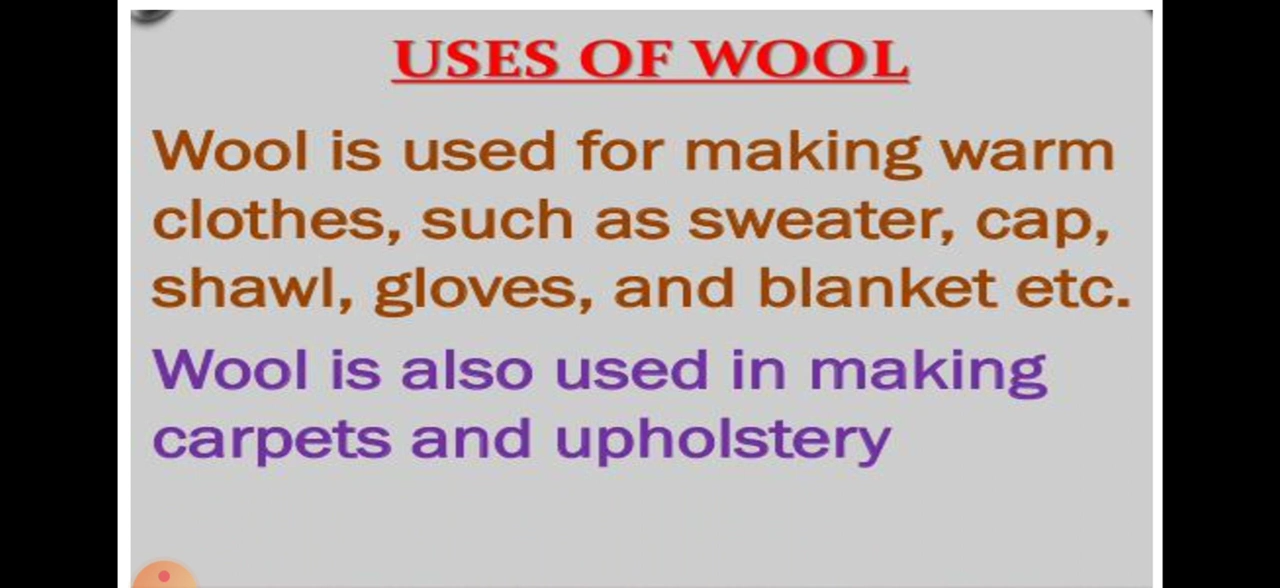 USES OF WOOL
Wool is used for making warm
clothes, such as sweater, cap,
shawl, gloves, and blanket etc.
Wool is also used in making
carpets and upholstery